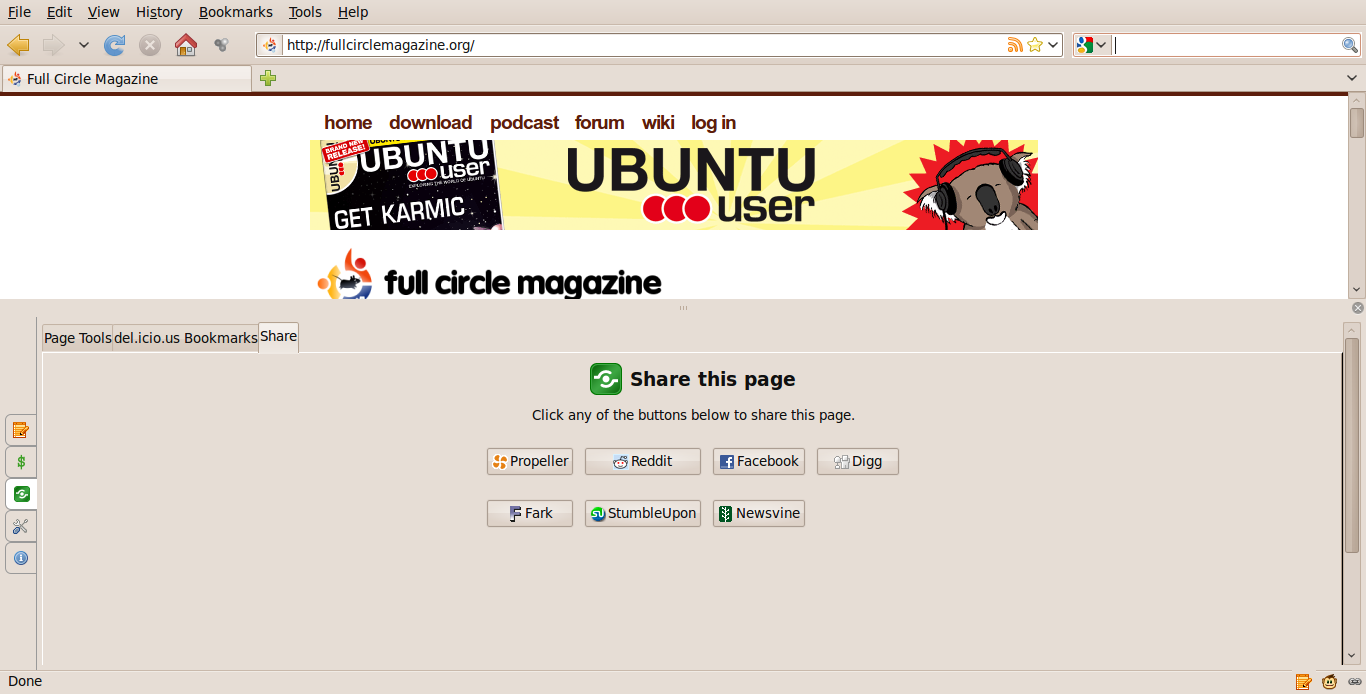 File Edit View History Bookmarks Tools Help
http://fullcirclemagazine.org/
Full Circle Magazine
home download podcast forum wiki log in
BRAND NEW RELEASE!
UBUNTU
user
EXPLORING THE WORLD OF UBUNTU
GET KARMIC
UBUNTU
user
full circle magazine
Page Tools del.icio.us Bookmarks Share
Share this page
Click any of the buttons below to share this page.
Propeller Reddit Facebook Digg
Fark StumbleUpon Newsvine
Done